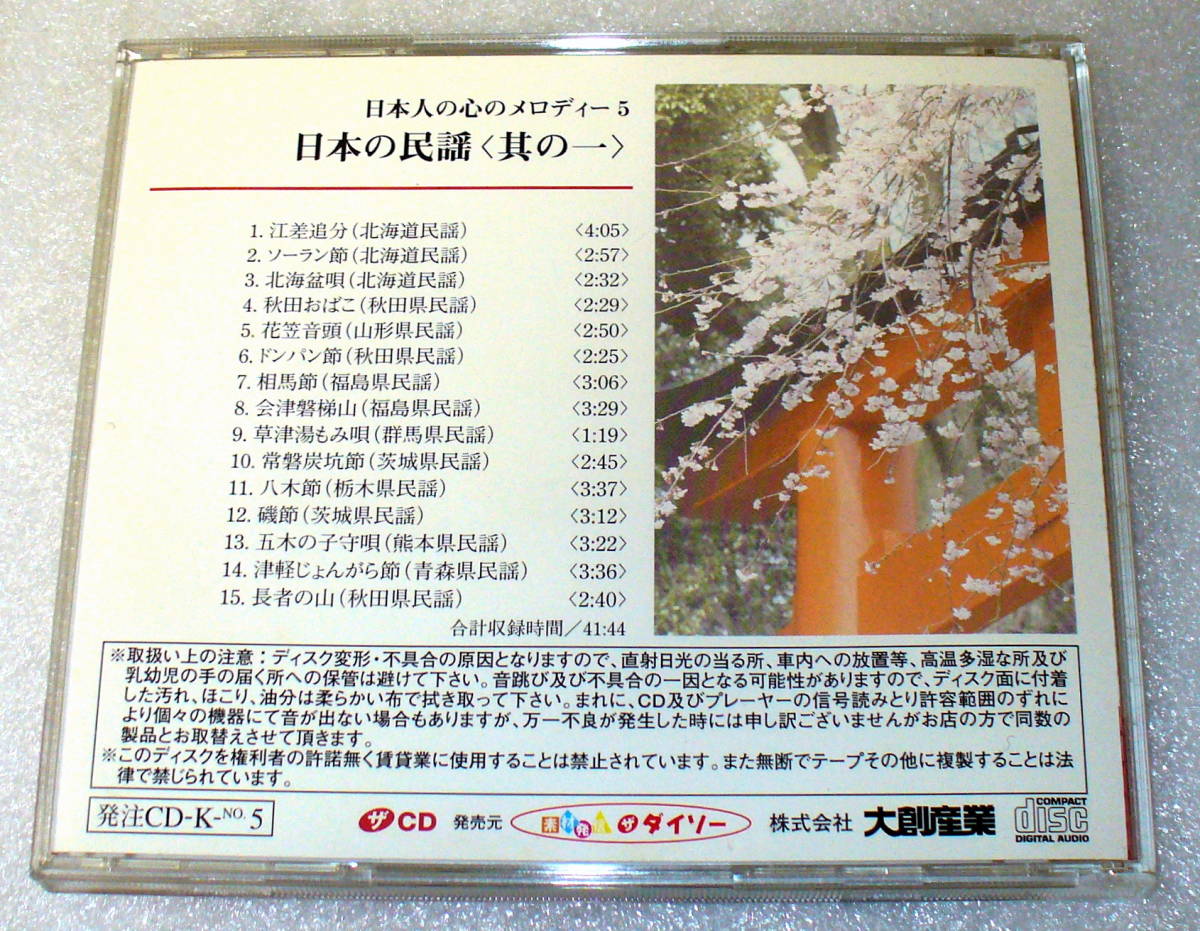 日本人の心のメロディー 5
日本の民謡〈其の一〉
1. 江差追分(北海道民謡) 〈4:05〉
2. ソーラン節(北海道民謡) 〈2:57〉
3. 北海盆唄(北海道民謡) 〈2:32〉
4. 秋田おばこ(秋田県民謡) 〈2:29〉
5. 花笠音頭(山形県民謡) 〈2:50〉
6. ドンパン節(秋田県民謡) 〈2:25〉
7. 相馬節(福島県民謡) 〈3:06〉
8. 会津磐梯山(福島県民謡) 〈3:29〉
9. 草津湯もみ唄(群馬県民謡) 〈1:19〉
10. 常磐炭坑節(茨城県民謡) 〈2:45〉
11. 八木節(栃木県民謡) 〈3:37〉
12. 磯節(茨城県民謡) 〈3:12〉
13. 五木の子守唄(熊本県民謡) 〈3:22〉
14. 津軽じょんがら節(青森県民謡) 〈3:36〉
15. 長者の山(秋田県民謡) 〈2:40〉
合計収録時間/41:44
※取扱い上の注意：ディスク変形・不具合の原因となりますので、直射日光の当る所、車内への放置等、高温多湿な所及び
乳幼児の手の届く所への保管は避けて下さい。音跳び及び不具合の一因となる可能性がありますので、ディスク面に付着
した汚れ、ほこり、油分は柔らかい布で拭き取って下さい。まれに、CD及びプレーヤーの信号読みとり許容範囲のずれに
より個々の機器にて音が出ない場合もありますが、万一不良が発生した時には申し訳ございませんがお店の方で同数の
製品とお取替えさせて頂きます。
※このディスクを権利者の許諾無く賃貸業に使用することは禁止されています。また無断でテープその他に複製することは法
律で禁じられています。
発注CD-K-NO. 5
ザCD 発売元 ザダイソー 株式会社 大創産業
COMPACT
disc
DIGITAL AUDIO